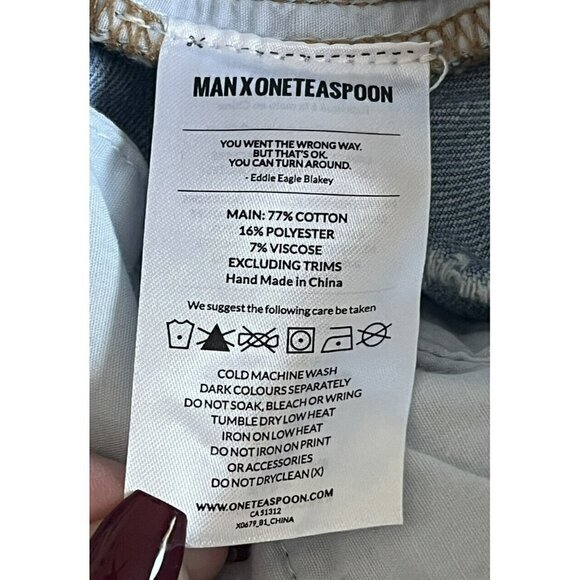 MANXONETEASPOON
YOU WENT THE WRONG WAY.
BUT THAT'S OK.
YOU CAN TURN AROUND.
- Eddie Eagle Blakey
MAIN: 77% COTTON
16% POLYESTER
7% VISCOSE
EXCLUDING TRIMS
Hand Made in China
We suggest the following care be taken
COLD MACHINE WASH
DARK COLOURS SEPARATELY
DO NOT SOAK, BLEACH OR WRING
TUMBLE DRY LOW HEAT
IRON ON LOW HEAT
DO NOT IRON ON PRINT
OR ACCESSORIES
DO NOT DRYCLEAN (X)
WWW.ONETEASPOON.COM
CA 51312
X0679_81_CHINA